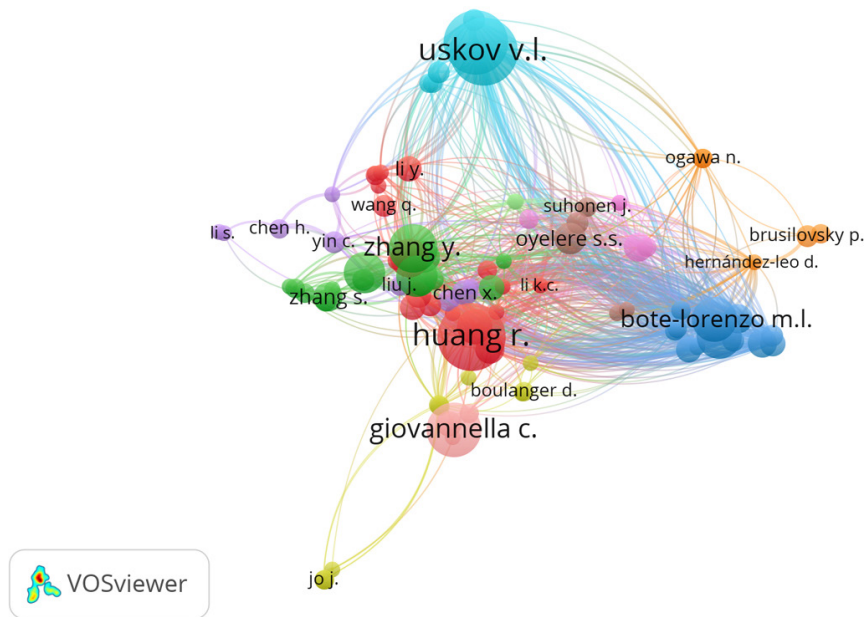 uskov v.l.
ogawa n.
li y.
wang q.
suhonen j.
li s.
chen h.
yin c.
zhang y.
oyelere s.s.
brusilovsky p.
hernández-leo d.
zhang s.
liu j.
chen x.
li k.c.
bote-lorenzo m.l.
huang r.
boulanger d.
giovannella c.
jo j.
VOSviewer